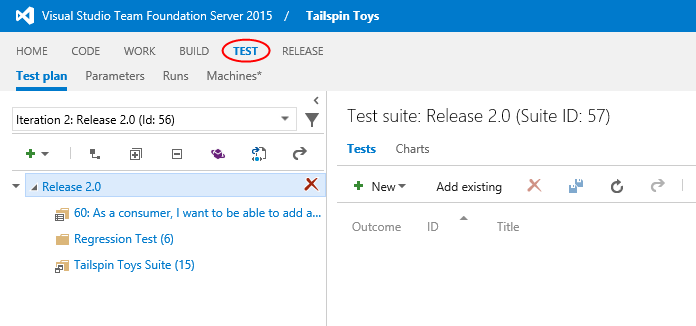 Visual Studio Team Foundation Server 2015 / Tailspin Toys
HOME CODE WORK BUILD TEST RELEASE
Test plan Parameters Runs Machines*
Iteration 2: Release 2.0 (Id: 56)
Release 2.0
60: As a consumer, I want to be able to add a...
Regression Test (6)
Tailspin Toys Suite (15)
Test suite: Release 2.0 (Suite ID: 57)
Tests Charts
New Add existing
Outcome ID Title